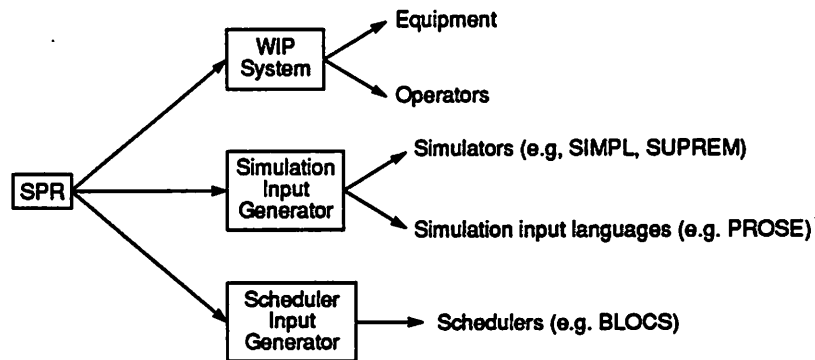 WIP
System
Equipment
Operators
SPR
Simulation
Input
Generator
Simulators (e.g, SIMPL, SUPREM)
Simulation input languages (e.g. PROSE)
Scheduler
Input
Generator
Schedulers (e.g. BLOCS)